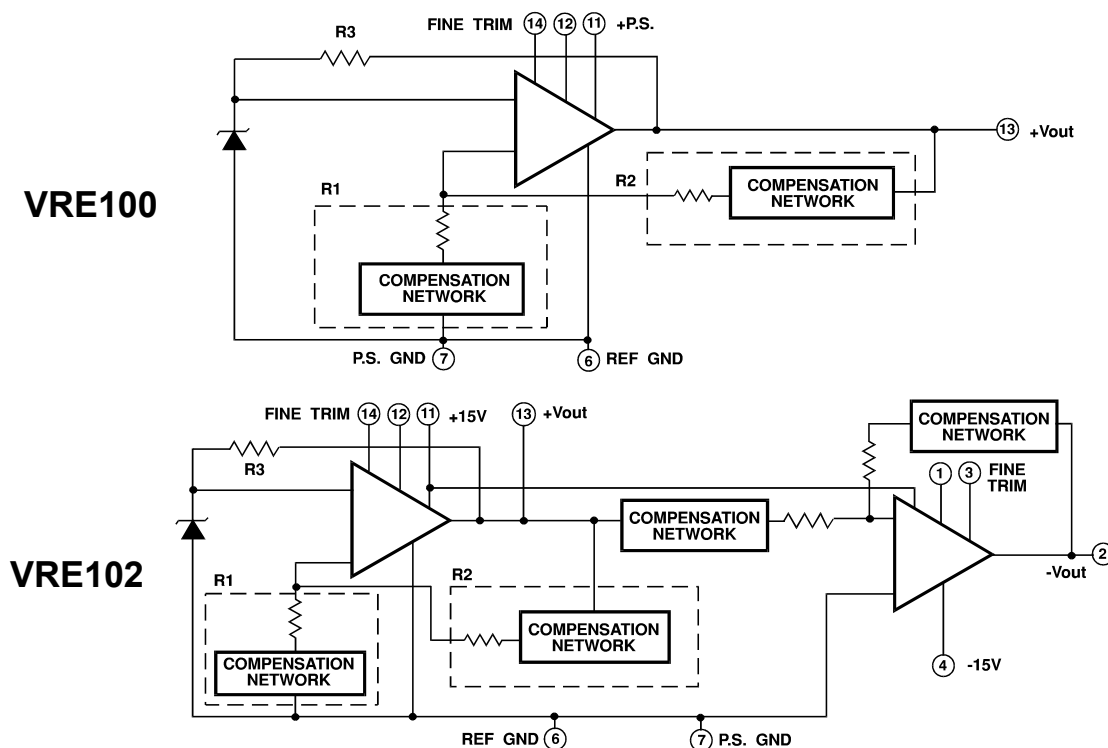 FINE TRIM 14 12 11 +P.S.
R3
13 +Vout
VRE100
R1
R2
COMPENSATION
NETWORK
COMPENSATION
NETWORK
P.S. GND 7
6 REF GND
FINE TRIM 14 12 11 +15V 13 +Vout
R3
COMPENSATION
NETWORK
1 3 FINE
TRIM
COMPENSATION
NETWORK
VRE102
2
-Vout
R1
R2
COMPENSATION
NETWORK
COMPENSATION
NETWORK
4 -15V
REF GND 6
7 P.S. GND